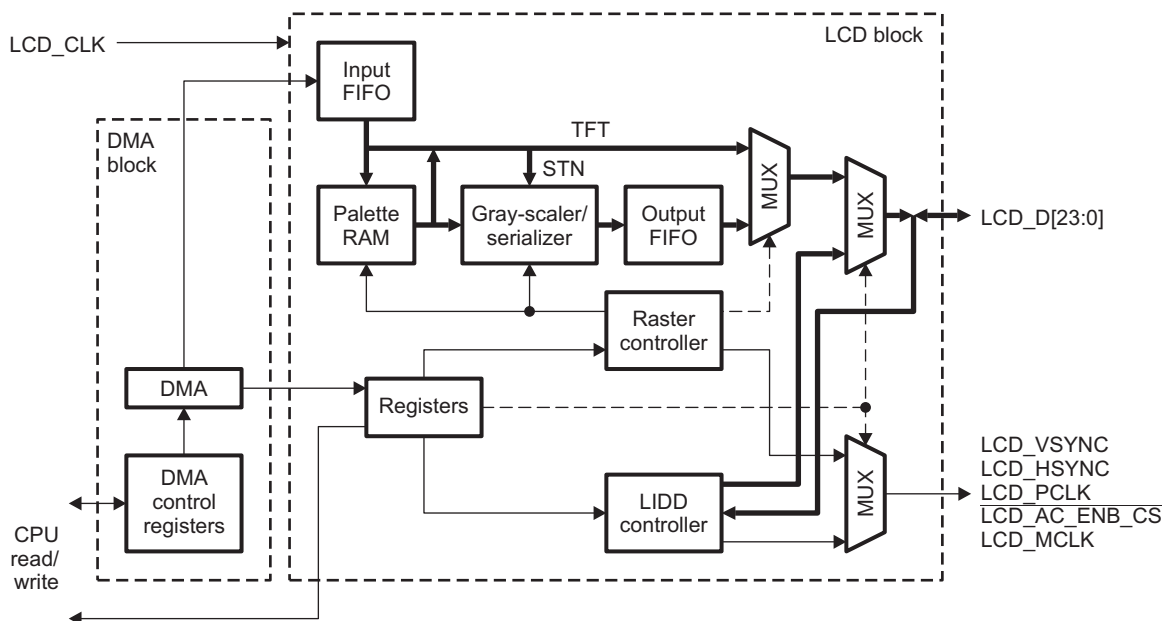 LCD_CLK
LCD block
Input
FIFO
DMA
block
TFT
STN
MUX
MUX
Palette
RAM
Gray-scaler/
serializer
Output
FIFO
LCD_D[23:0]
Raster
controller
DMA
Registers
DMA
control
registers
LIDD
controller
MUX
LCD_VSYNC
LCD_HSYNC
LCD_PCLK
LCD_AC_ENB_CS
LCD_MCLK
CPU
read/
write